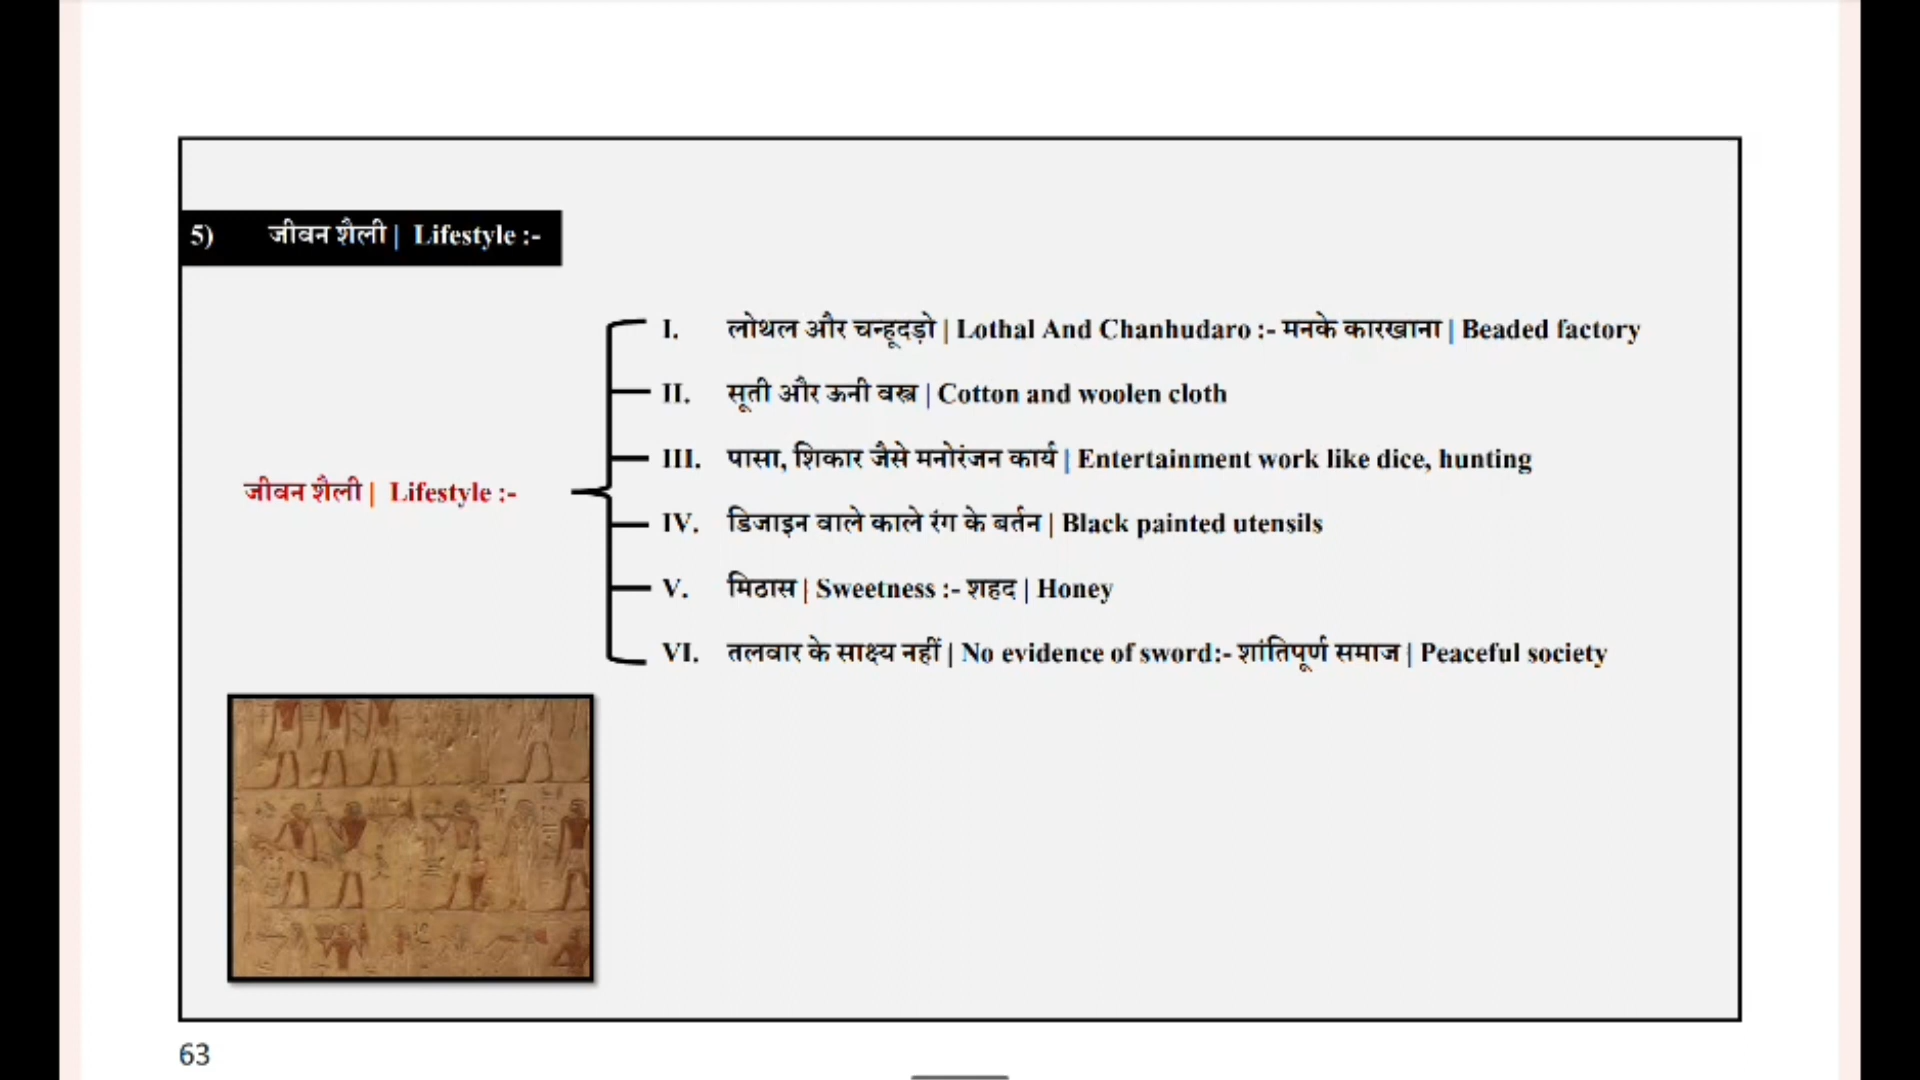 5) जीवन शैली | Lifestyle :-
जीवन शैली | Lifestyle :-
I. लोथल और चन्हूदड़ो | Lothal And Chanhudaro :- मनके कारखाना | Beaded factory
II. सूती और ऊनी वस्त्र | Cotton and woolen cloth
III. पासा, शिकार जैसे मनोरंजन कार्य | Entertainment work like dice, hunting
IV. डिजाइन वाले काले रंग के बर्तन | Black painted utensils
V. मिठास | Sweetness :- शहद | Honey
VI. तलवार के साक्ष्य नहीं | No evidence of sword:- शांतिपूर्ण समाज | Peaceful society
63